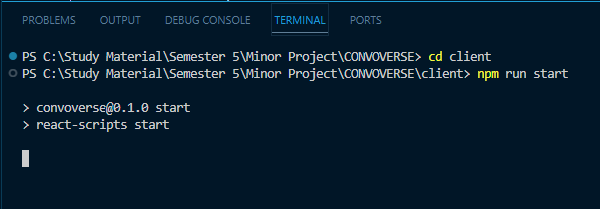 PROBLEMS OUTPUT DEBUG CONSOLE TERMINAL PORTS
PS C:\Study Material\Semester 5\Minor Project\CONVOVERSE> cd client
PS C:\Study Material\Semester 5\Minor Project\CONVOVERSE\client> npm run start
> convoverse@0.1.0 start
> react-scripts start